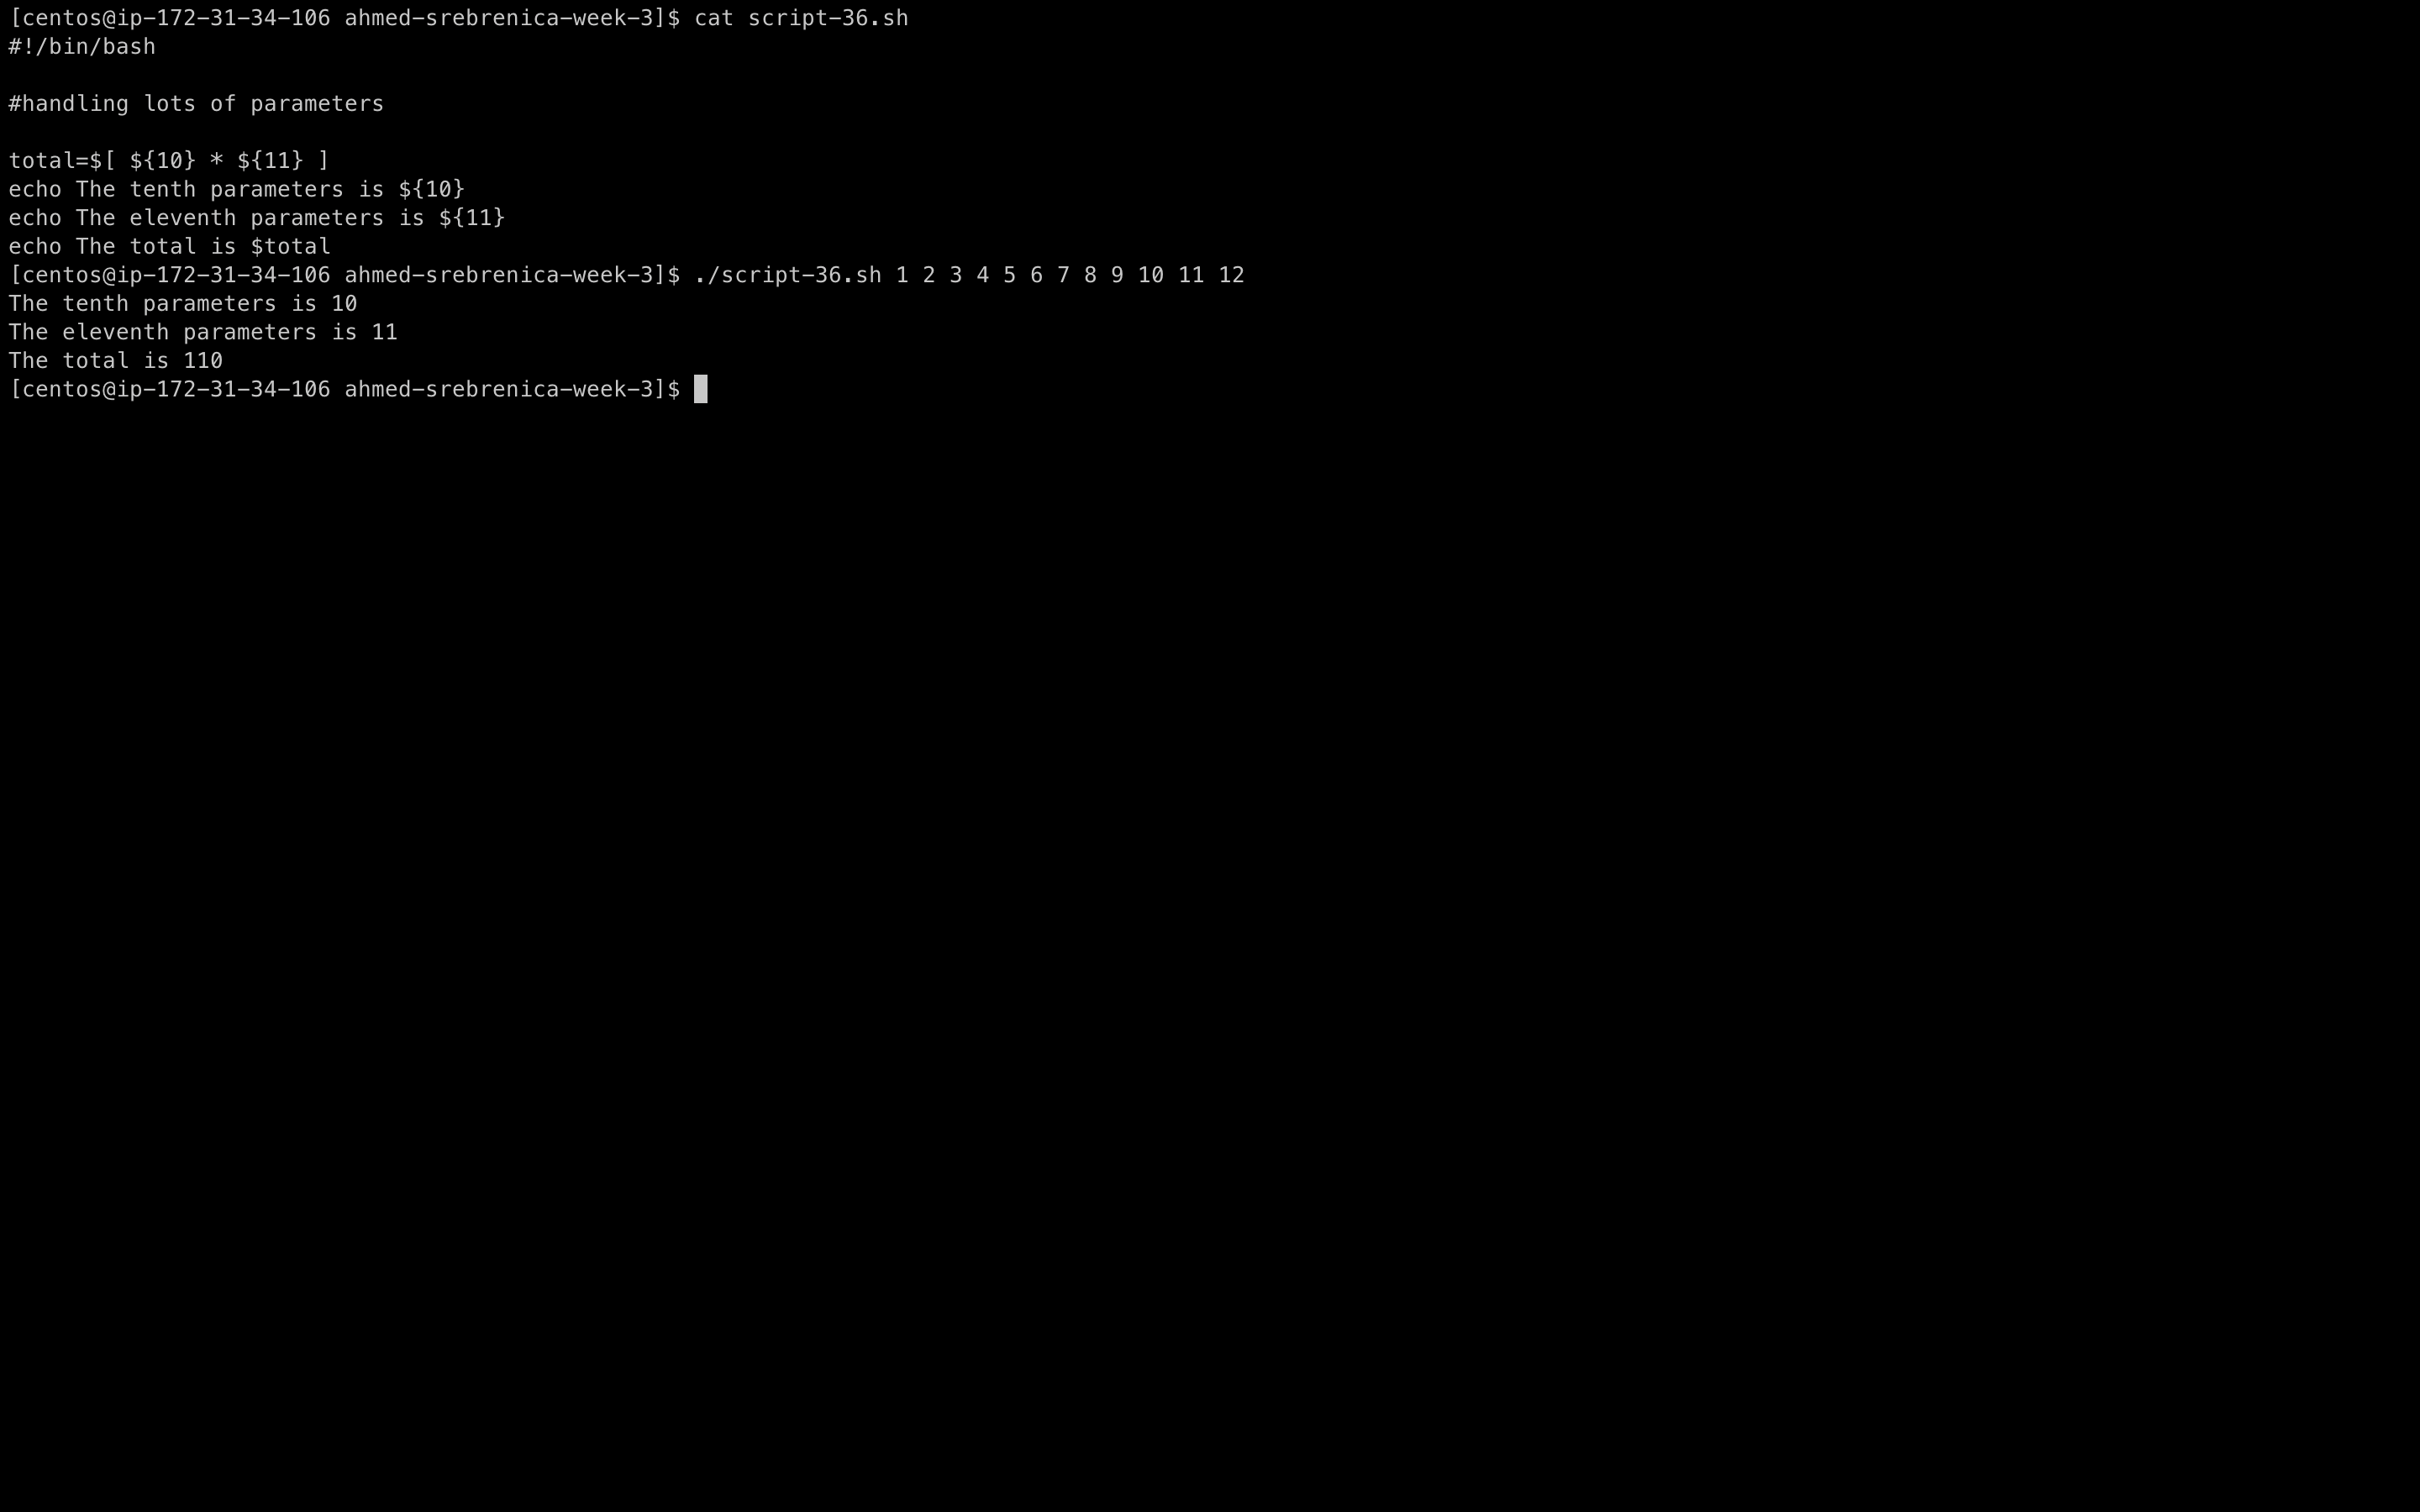 [centos@ip-172-31-34-106 ahmed-srebrenica-week-3]$ cat script-36.sh
#!/bin/bash
#handling lots of parameters
total=$[ ${10} * ${11} ]
echo The tenth parameters is ${10}
echo The eleventh parameters is ${11}
echo The total is $total
[centos@ip-172-31-34-106 ahmed-srebrenica-week-3]$ ./script-36.sh 1 2 3 4 5 6 7 8 9 10 11 12
The tenth parameters is 10
The eleventh parameters is 11
The total is 110
[centos@ip-172-31-34-106 ahmed-srebrenica-week-3]$